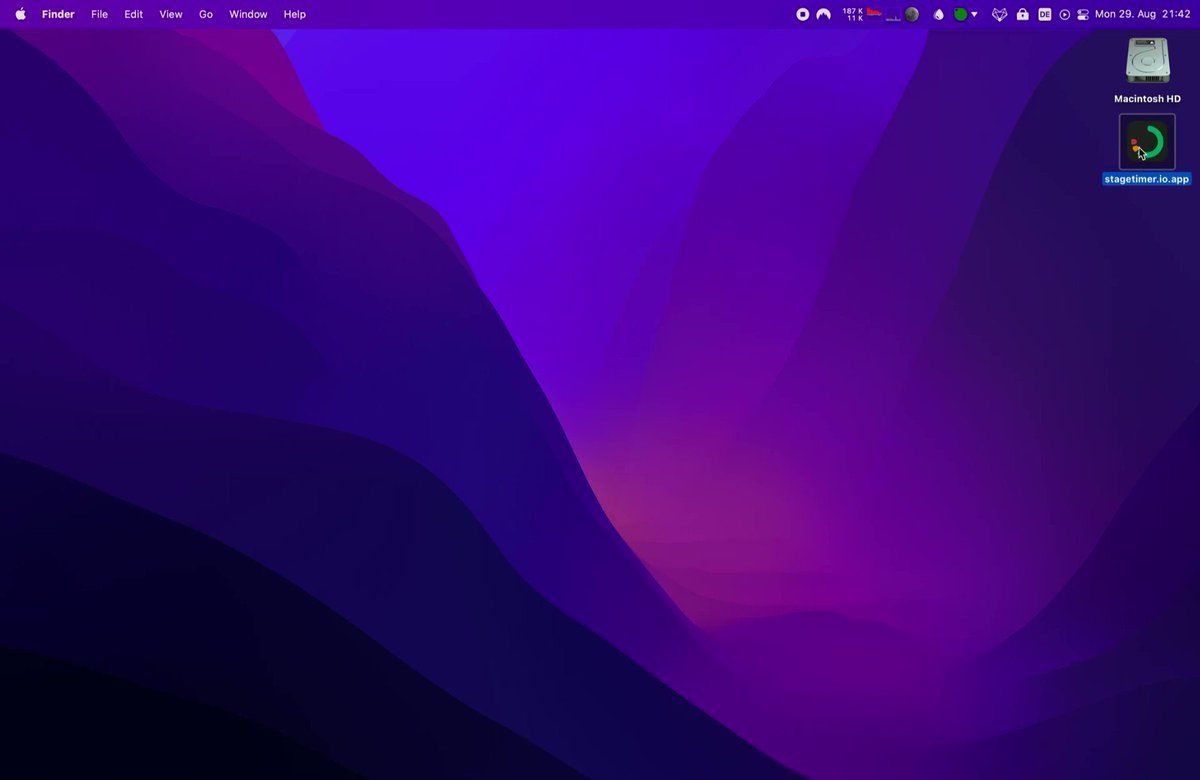 Finder File Edit View Go Window Help 187 K 11 K DE Mon 29. Aug 21:42
Macintosh HD
stagetimer.io.app